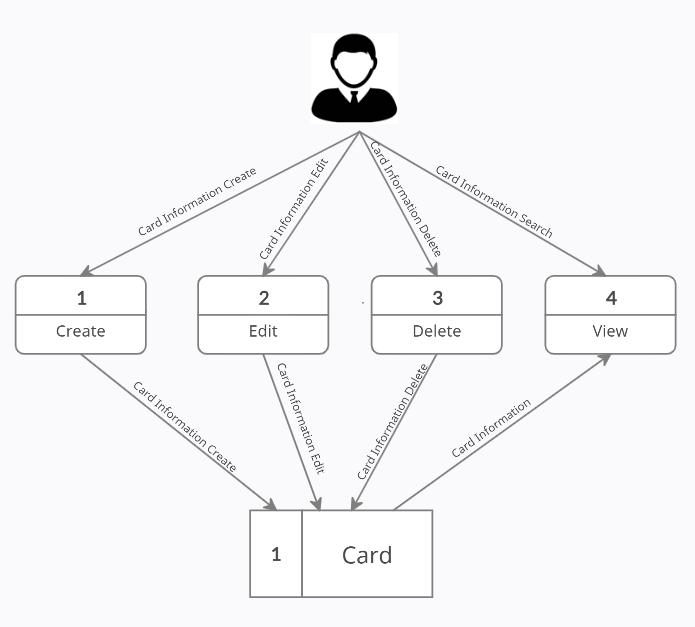 Card Information Create
Card Information Edit
Card Information Delete
Card Information Search
1
Create
2
Edit
3
Delete
4
View
Card Information Create
Card Information Edit
Card Information Delete
Card Information
1
Card